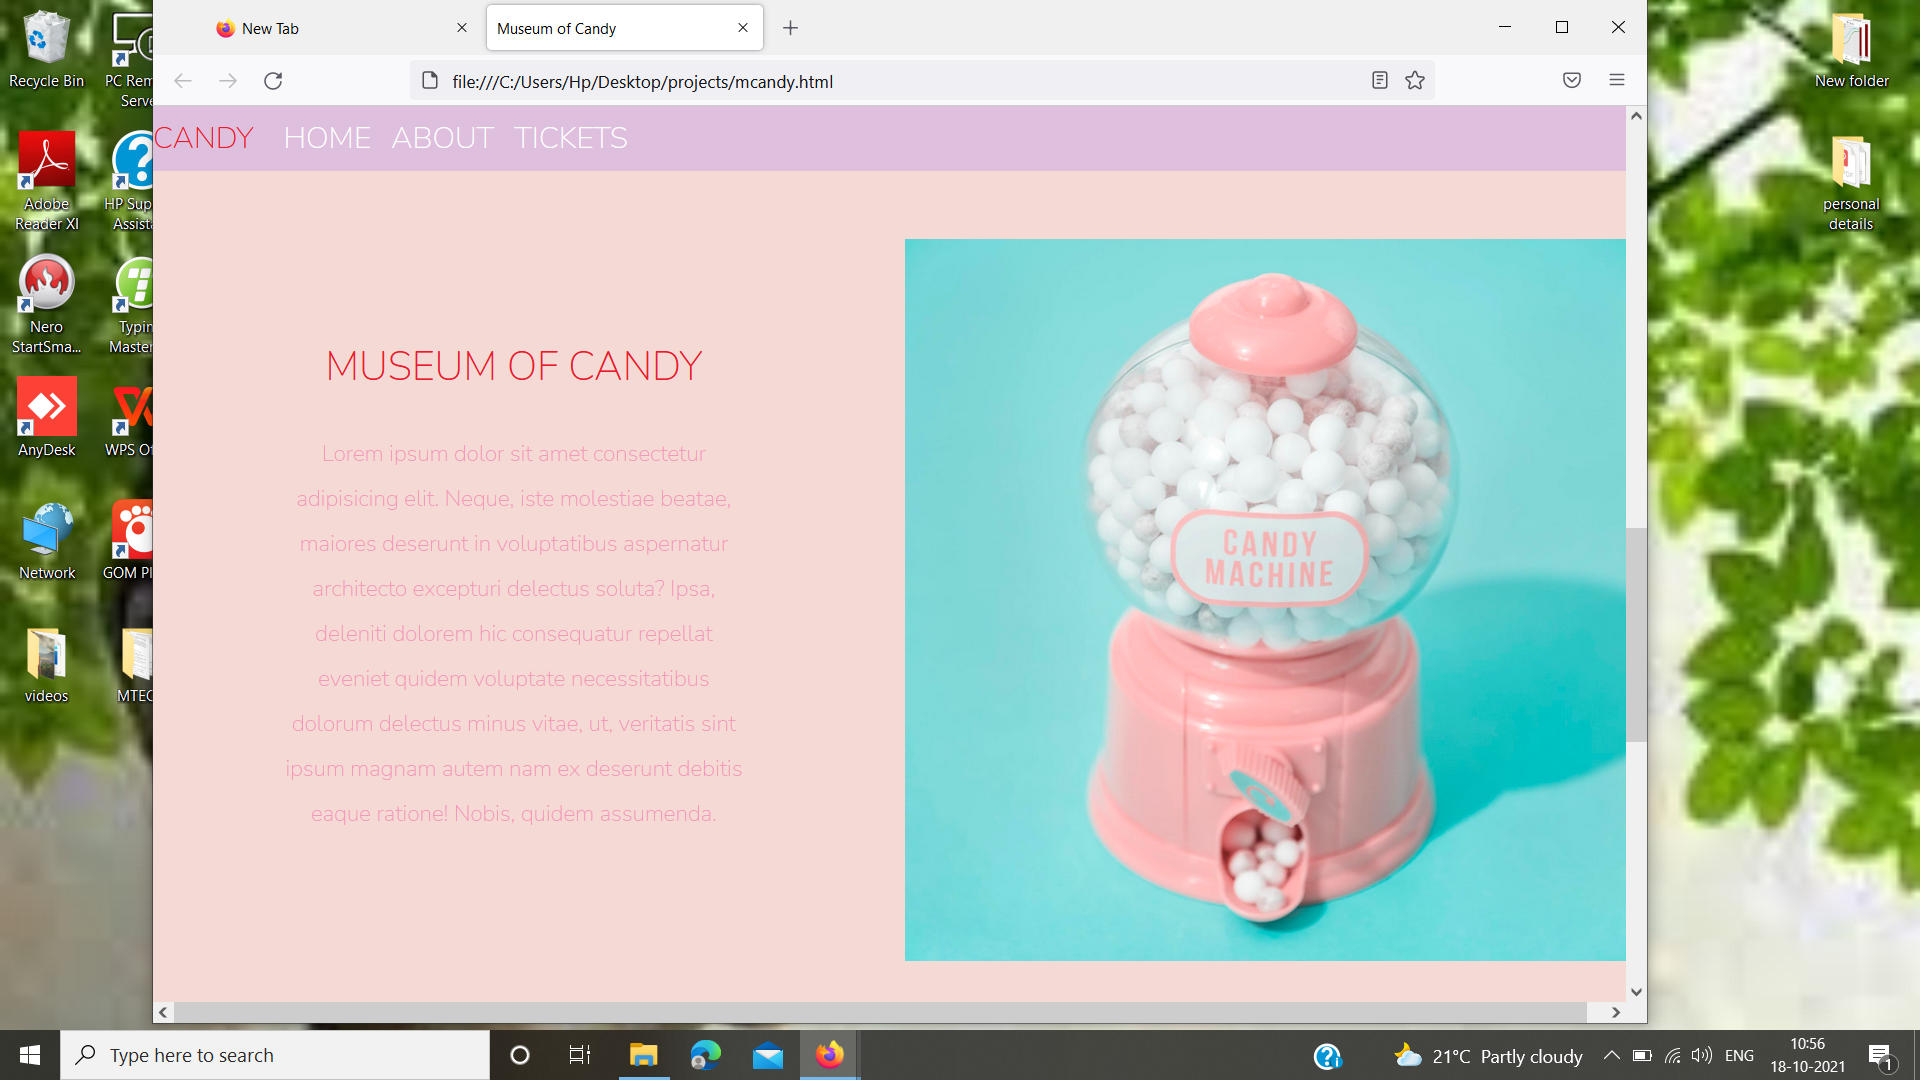 New Tab
Museum of Candy
file:///C:/Users/Hp/Desktop/projects/mcandy.html
CANDY HOME ABOUT TICKETS
MUSEUM OF CANDY
Lorem ipsum dolor sit amet consectetur
adipisicing elit. Neque, iste molestiae beatae,
maiores deserunt in voluptatibus aspernatur
architecto excepturi delectus soluta? Ipsa,
deleniti dolorem hic consequatur repellat
eveniet quidem voluptate necessitatibus
dolorum delectus minus vitae, ut, veritatis sint
ipsum magnam autem nam ex deserunt debitis
eaque ratione! Nobis, quidem assumenda.
CANDY
MACHINE
Recycle Bin
PC Rem
Serve
Adobe
Reader XI
HP Sup
Assista
Nero
StartSma...
Typin
Master
AnyDesk
WPS O
Network
GOM Pl
videos
MTEC
New folder
personal
details
Type here to search
21°C Partly cloudy
ENG
10:56
18-10-2021
1